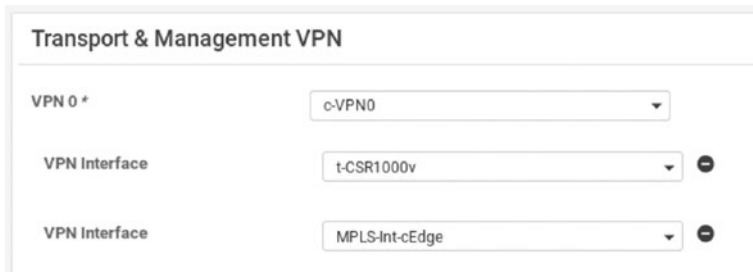 Transport & Management VPN
VPN 0 * c-VPN0
VPN Interface t-CSR1000v
VPN Interface MPLS-Int-cEdge